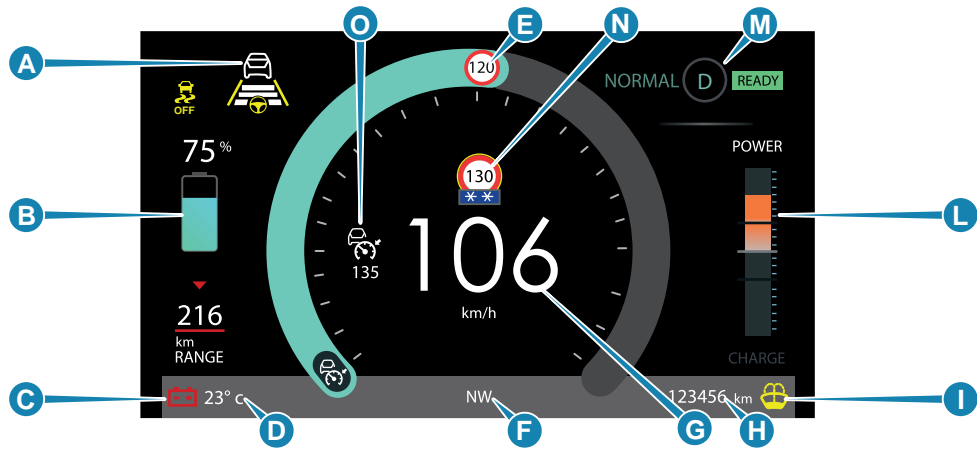 O E N M
A
120
NORMAL D READY
OFF
75 %
POWER
130
B
L
135
106
km/h
216
km
RANGE
CHARGE
C 23° C NW 123456 km I
D F G H